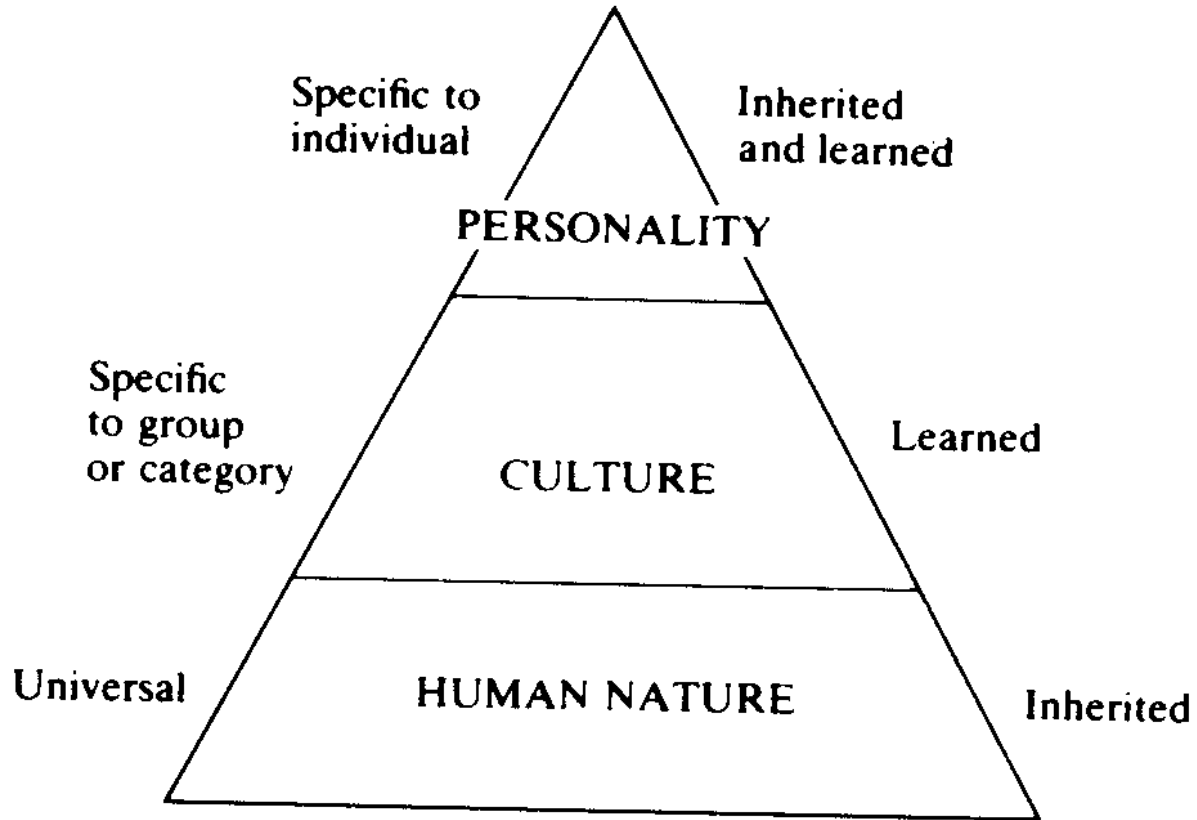 Specific to
individual
Inherited
and learned
PERSONALITY
Specific
to group
or category
CULTURE
Learned
Universal
HUMAN NATURE
Inherited